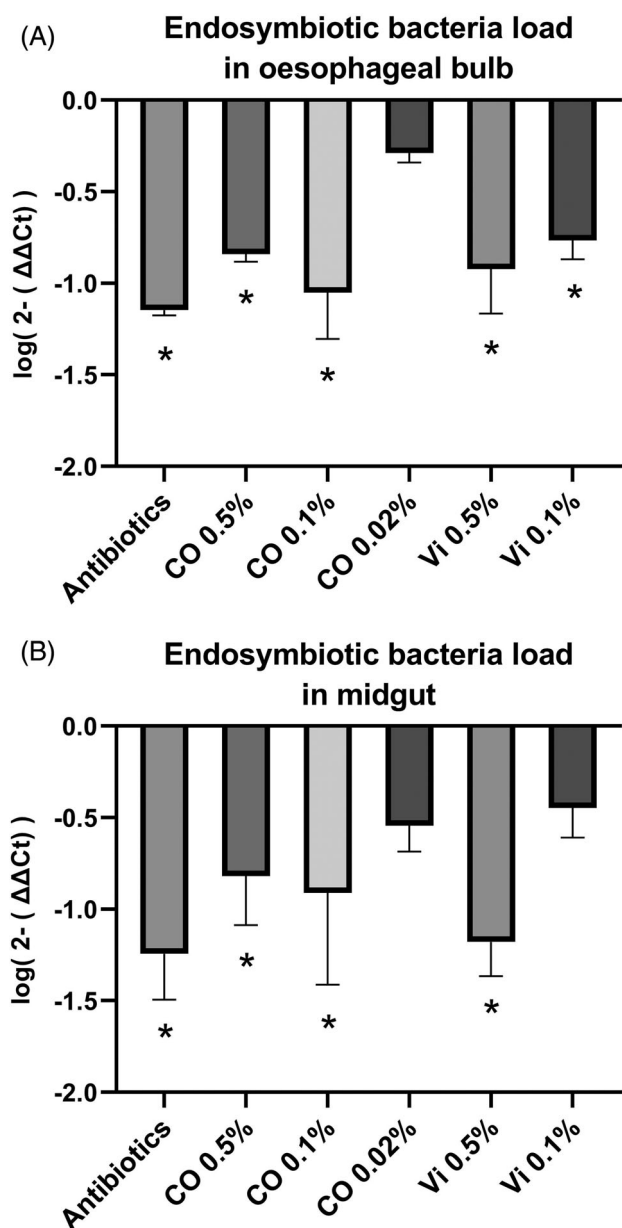 (A)
Endosymbiotic bacteria load
in oesophageal bulb
log( 2- ( ΔΔCt) )
0.0
-0.5
-1.0
-1.5
-2.0
*
*
*
*
*
Antibiotics
CO 0.5%
CO 0.1%
CO 0.02%
Vi 0.5%
Vi 0.1%
(B)
Endosymbiotic bacteria load
in midgut
log( 2- ( ΔΔCt) )
0.0
-0.5
-1.0
-1.5
-2.0
*
*
*
*
Antibiotics
CO 0.5%
CO 0.1%
CO 0.02%
Vi 0.5%
Vi 0.1%